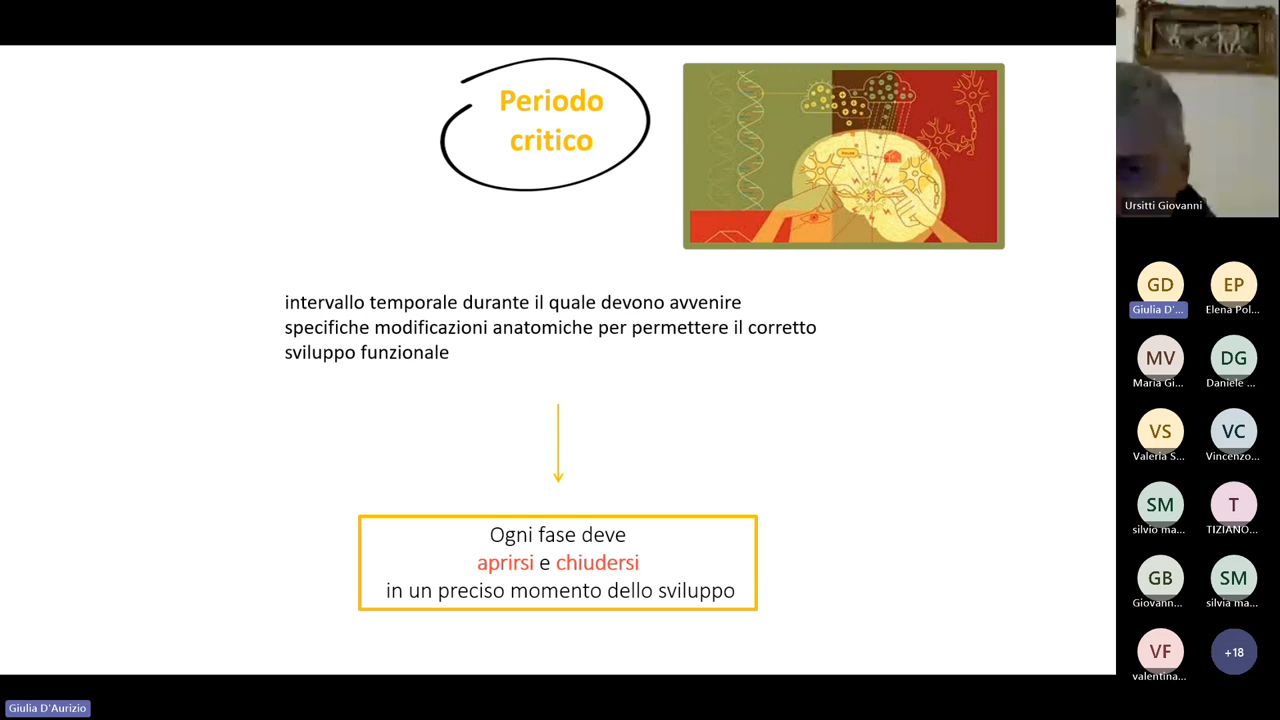 Periodo
critico
intervallo temporale durante il quale devono avvenire
specifiche modificazioni anatomiche per permettere il corretto
sviluppo funzionale
Ogni fase deve
aprirsi e chiudersi
in un preciso momento dello sviluppo
Giulia D'Aurizio
Ursitti Giovanni
GD
EP
Giulia D'...
Elena Pol...
MV
DG
Maria Gi...
Daniele ...
VS
VC
Valeria S...
Vincenzo...
SM
T
silvio ma...
TIZIANO...
GB
SM
Giovann...
silvia ma...
VF
+18
valentina...